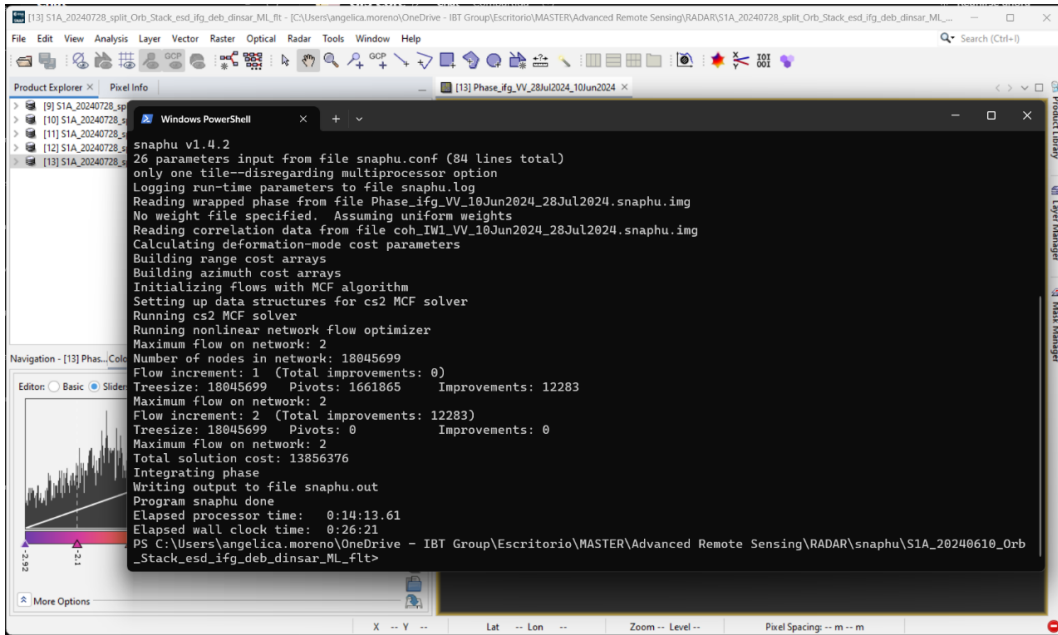 [13] S1A_20240728_split_Orb_Stack_esd_ifg_deb_dinsar_ML_flt - [C:\Users\angelica.moreno\OneDrive - IBT Group\Escritorio\MASTER\Advanced Remote Sensing\RADAR\S1A_20240728_split_Orb_Stack_esd_ifg_deb_dinsar_ML_...
File Edit View Analysis Layer Vector Raster Optical Radar Tools Window Help
Search (Ctrl+I)
GCP GCP
Product Explorer × Pixel Info
[13] Phase_ifg_VV_28Jul2024_10Jun2024 ×
[9] S1A_20240728_sp
[10] S1A_20240728_s
[11] S1A_20240728_s
[12] S1A_20240728_s
[13] S1A_20240728_s
Product Library
Layer Manager
Mask Manager
Windows PowerShell
snaphu v1.4.2
26 parameters input from file snaphu.conf (84 lines total)
only one tile--disregarding multiprocessor option
Logging run-time parameters to file snaphu.log
Reading wrapped phase from file Phase_ifg_VV_10Jun2024_28Jul2024.snaphu.img
No weight file specified.  Assuming uniform weights
Reading correlation data from file coh_IW1_VV_10Jun2024_28Jul2024.snaphu.img
Calculating deformation-mode cost parameters
Building range cost arrays
Building azimuth cost arrays
Initializing flows with MCF algorithm
Setting up data structures for cs2 MCF solver
Running cs2 MCF solver
Running nonlinear network flow optimizer
Maximum flow on network: 2
Number of nodes in network: 18045699
Flow increment: 1  (Total improvements: 0)
Treesize: 18045699   Pivots: 1661865      Improvements: 12283
Maximum flow on network: 2
Flow increment: 2  (Total improvements: 12283)
Treesize: 18045699   Pivots: 0            Improvements: 0
Maximum flow on network: 2
Total solution cost: 13856376
Integrating phase
Writing output to file snaphu.out
Program snaphu done
Elapsed processor time:   0:14:13.61
Elapsed wall clock time:  0:26:21
PS C:\Users\angelica.moreno\OneDrive - IBT Group\Escritorio\MASTER\Advanced Remote Sensing\RADAR\snaphu\S1A_20240610_Orb
_Stack_esd_ifg_deb_dinsar_ML_flt>
Navigation - [13] Phas... Colo
Editor: Basic Slider
-2.92
-2.1
More Options
X -- Y --
Lat -- Lon --
Zoom -- Level --
Pixel Spacing: -- m -- m